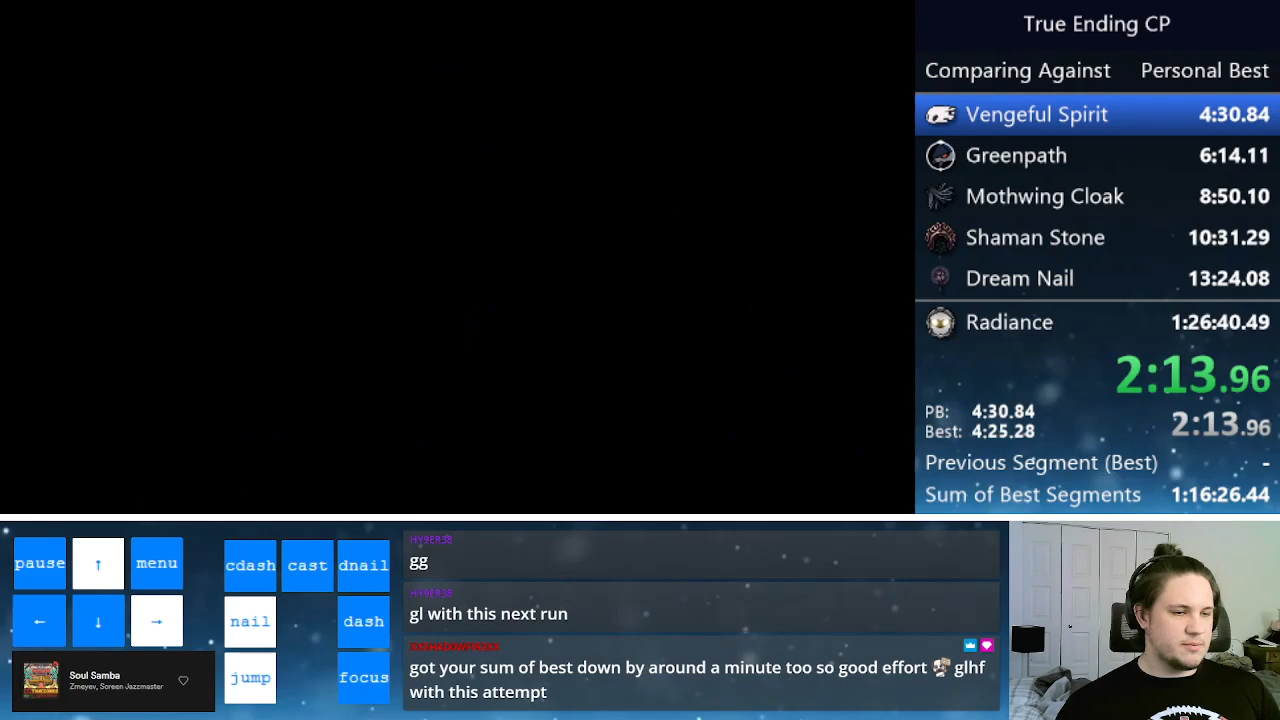 True Ending CP
Comparing Against Personal Best
Vengeful Spirit 4:30.84
Greenpath 6:14.11
Mothwing Cloak 8:50.10
Shaman Stone 10:31.29
Dream Nail 13:24.08
Radiance 1:26:40.49
2:13.96
PB: 4:30.84
Best: 4:25.28
2:13.96
Previous Segment (Best) -
Sum of Best Segments 1:16:26.44
pause ↑ menu
← ↓ →
cdash cast dnail
nail dash
jump focus
Soul Samba
Zmeyev, Soreen Jazzmaster
HY9ER38
gg
HY9ER38
gl with this next run
got your sum of best down by around a minute too so good effort glhf
with this attempt